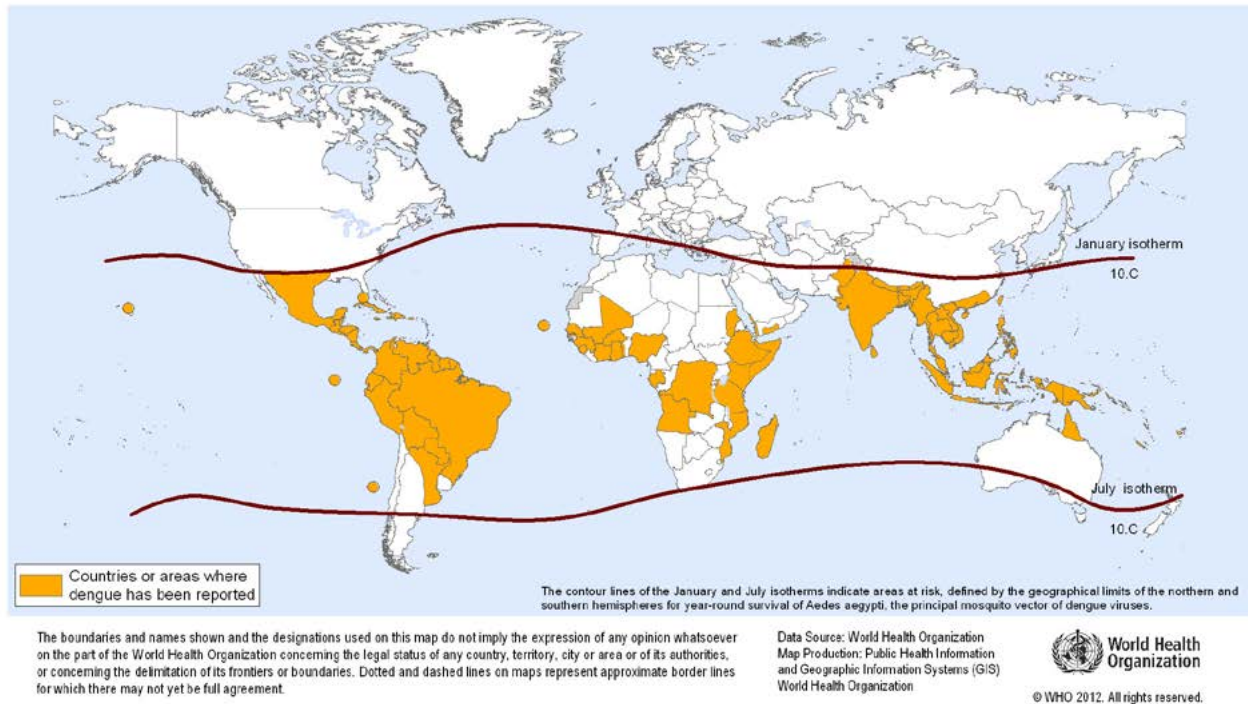 January isotherm
10.C
July isotherm
10.C
Countries or areas where
dengue has been reported
The contour lines of the January and July isotherms indicate areas at risk, defined by the geographical limits of the northern and
southern hemispheres for year-round survival of Aedes aegypti, the principal mosquito vector of dengue viruses.
The boundaries and names shown and the designations used on this map do not imply the expression of any opinion whatsoever
on the part of the World Health Organization concerning the legal status of any country, territory, city or area or of its authorities,
or concerning the delimitation of its frontiers or boundaries. Dotted and dashed lines on maps represent approximate border lines
for which there may not yet be full agreement.
Data Source: World Health Organization
Map Production: Public Health Information
and Geographic Information Systems (GIS)
World Health Organization
World Health
Organization
© WHO 2012. All rights reserved.